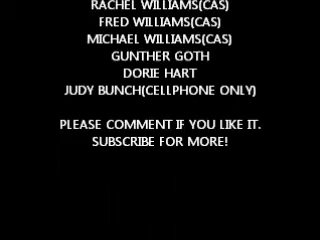 RACHEL WILLIAMS(CAS)
FRED WILLIAMS(CAS)
MICHAEL WILLIAMS(CAS)
GUNTHER GOTH
DORIE HART
JUDY BUNCH(CELLPHONE ONLY)
PLEASE COMMENT IF YOU LIKE IT.
SUBSCRIBE FOR MORE!